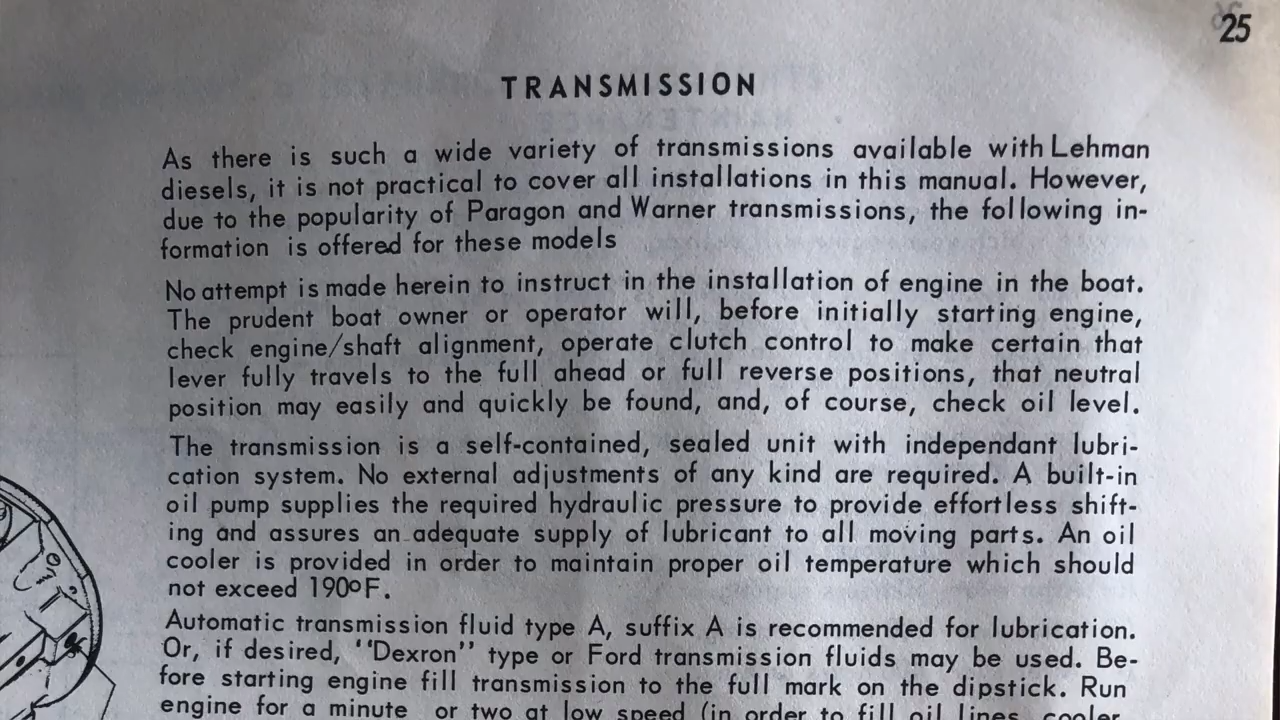 25
TRANSMISSION
As there is such a wide variety of transmissions available with Lehman
diesels, it is not practical to cover all installations in this manual. However,
due to the popularity of Paragon and Warner transmissions, the following in-
formation is offered for these models
No attempt is made herein to instruct in the installation of engine in the boat.
The prudent boat owner or operator will, before initially starting engine,
check engine/shaft alignment, operate clutch control to make certain that
lever fully travels to the full ahead or full reverse positions, that neutral
position may easily and quickly be found, and, of course, check oil level.
The transmission is a self-contained, sealed unit with independant lubri-
cation system. No external adjustments of any kind are required. A built-in
oil pump supplies the required hydraulic pressure to provide effortless shift-
ing and assures an adequate supply of lubricant to all moving parts. An oil
cooler is provided in order to maintain proper oil temperature which should
not exceed 190ºF.
Automatic transmission fluid type A, suffix A is recommended for lubrication.
Or, if desired, "Dexron" type or Ford transmission fluids may be used. Be-
fore starting engine fill transmission to the full mark on the dipstick. Run
engine for a minute or two at low speed (in order to fill oil lines, cooler